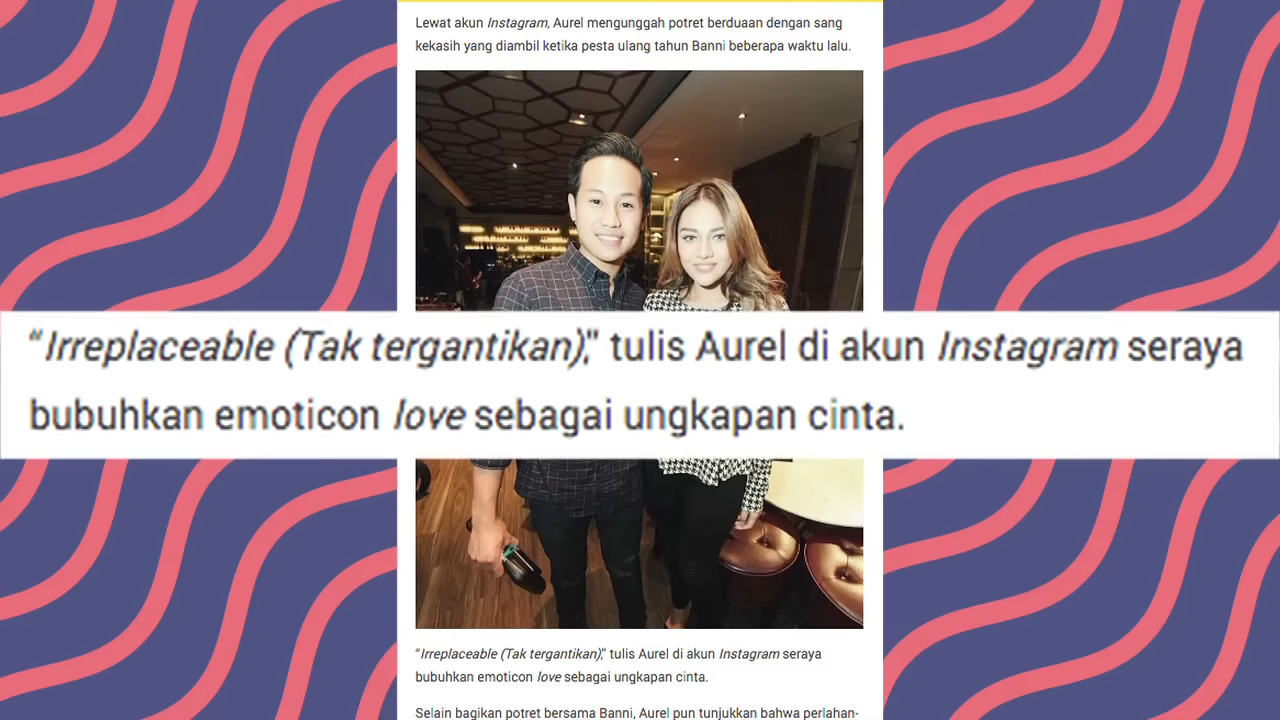 Lewat akun Instagram, Aurel mengunggah potret berduaan dengan sang
kekasih yang diambil ketika pesta ulang tahun Banni beberapa waktu lalu.
“Irreplaceable (Tak tergantikan)," tulis Aurel di akun Instagram seraya
bubuhkan emoticon love sebagai ungkapan cinta.
“Irreplaceable (Tak tergantikan)," tulis Aurel di akun Instagram seraya
bubuhkan emoticon love sebagai ungkapan cinta.
Selain bagikan potret bersama Banni, Aurel pun tunjukkan bahwa perlahan-